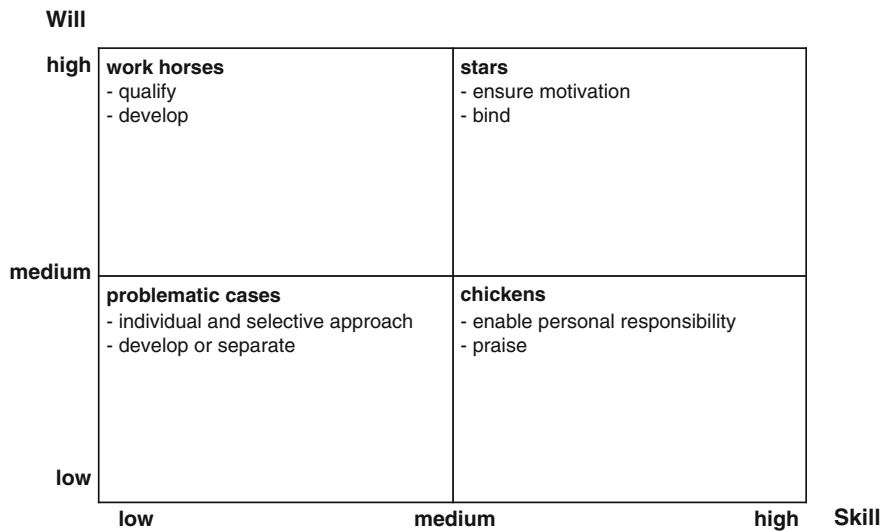 Will
high
work horses
- qualify
- develop
stars
- ensure motivation
- bind
medium
problematic cases
- individual and selective approach
- develop or separate
chickens
- enable personal responsibility
- praise
low
low
medium
high
Skill